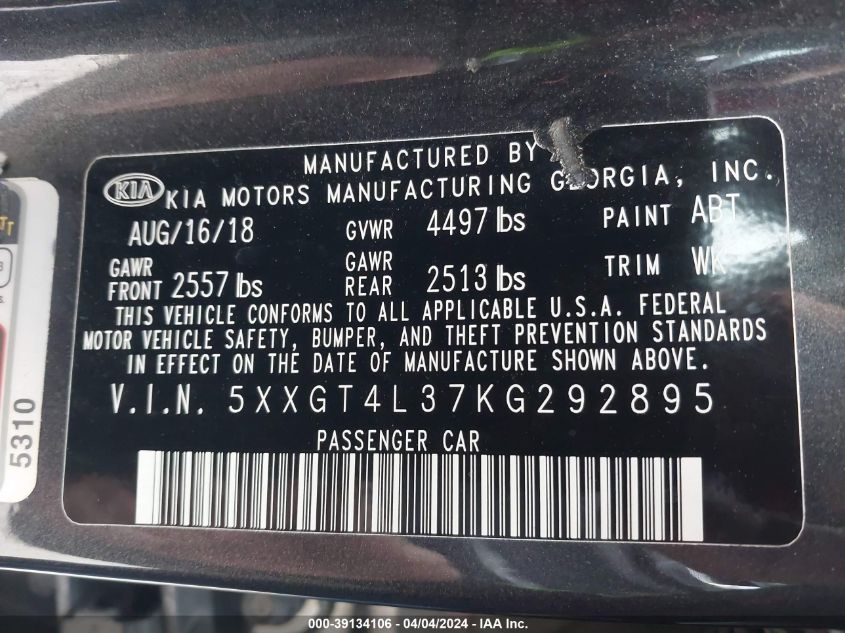 MANUFACTURED BY
KIA KIA MOTORS MANUFACTURING GEORGIA, INC.
AUG/16/18 GVWR 4497 lbs PAINT ABT
GAWR FRONT 2557 lbs GAWR REAR 2513 lbs TRIM WK
THIS VEHICLE CONFORMS TO ALL APPLICABLE U.S.A. FEDERAL
MOTOR VEHICLE SAFETY, BUMPER, AND THEFT PREVENTION STANDARDS
IN EFFECT ON THE DATE OF MANUFACTURE SHOWN ABOVE.
V.I.N. 5XXGT4L37KG292895
PASSENGER CAR
5310
000-39134106 - 04/04/2024 - IAA Inc.